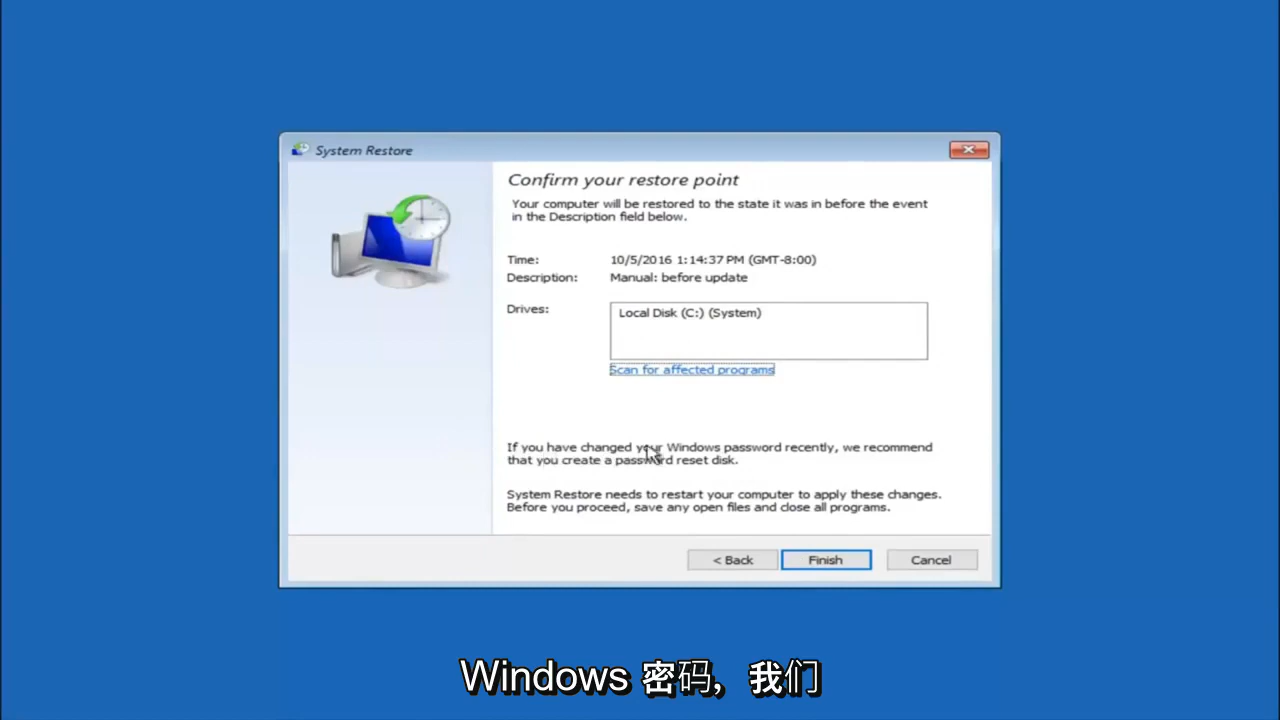 System Restore
Confirm your restore point
Your computer will be restored to the state it was in before the event
in the Description field below.
Time: 10/5/2016 1:14:37 PM (GMT-8:00)
Description: Manual: before update
Drives: Local Disk (C:) (System)
Scan for affected programs
If you have changed your Windows password recently, we recommend
that you create a password reset disk.
System Restore needs to restart your computer to apply these changes.
Before you proceed, save any open files and close all programs.
< Back Finish Cancel
Windows 密码，我们